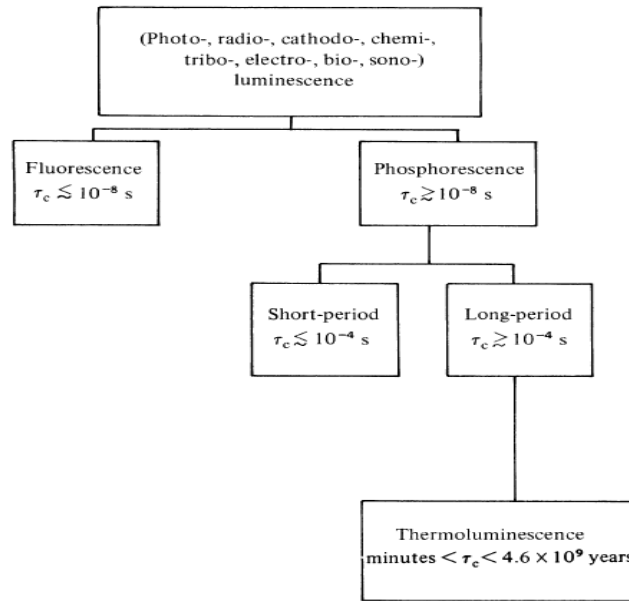 (Photo-, radio-, cathodo-, chemi-,
tribo-, electro-, bio-, sono-)
luminescence
Fluorescence
τc ≲ 10⁻⁸ s
Phosphorescence
τc ≳ 10⁻⁸ s
Short-period
τc ≲ 10⁻⁴ s
Long-period
τc ≳ 10⁻⁴ s
Thermoluminescence
minutes < τc < 4.6 × 10⁹ years